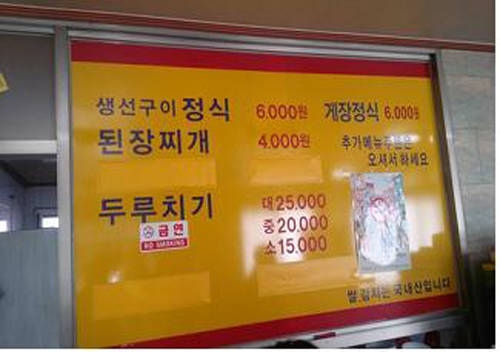 생선구이 정식 6.000원 게장정식 6.000원
된장찌개 4.000원 추가메뉴주문은
오셔서 하세요
두루치기 대 25.000
중 20.000
소 15.000
금연
NO SMOKING
쌀,김치는 국내산입니다